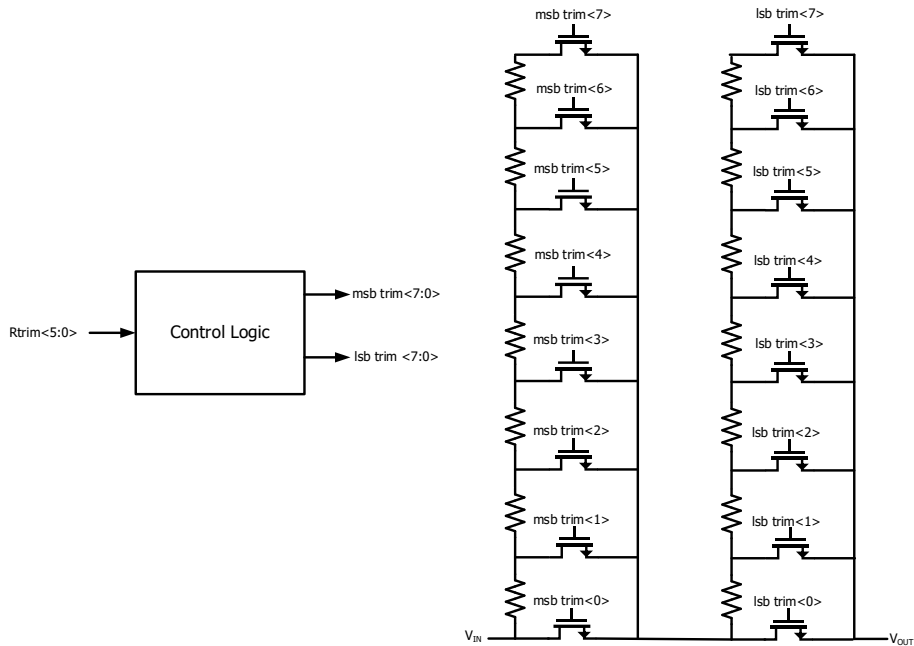 Rtrim<5:0>
Control Logic
msb trim<7:0>
lsb trim <7:0>
msb trim<7>
msb trim<6>
msb trim<5>
msb trim<4>
msb trim<3>
msb trim<2>
msb trim<1>
msb trim<0>
VIN
lsb trim<7>
lsb trim<6>
lsb trim<5>
lsb trim<4>
lsb trim<3>
lsb trim<2>
lsb trim<1>
lsb trim<0>
VOUT